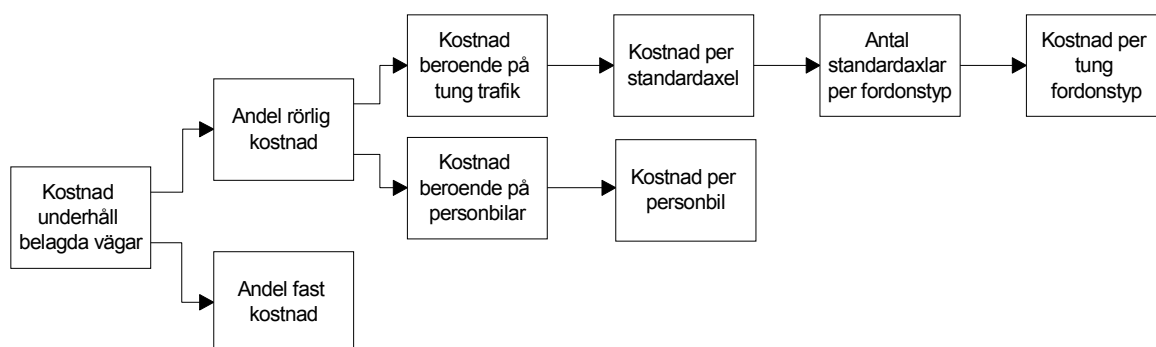 Kostnad
underhåll
belagda vägar
Andel rörlig
kostnad
Andel fast
kostnad
Kostnad
beroende på
tung trafik
Kostnad
beroende på
personbilar
Kostnad per
standardaxel
Kostnad per
personbil
Antal
standardaxlar
per fordonstyp
Kostnad per
tung
fordonstyp